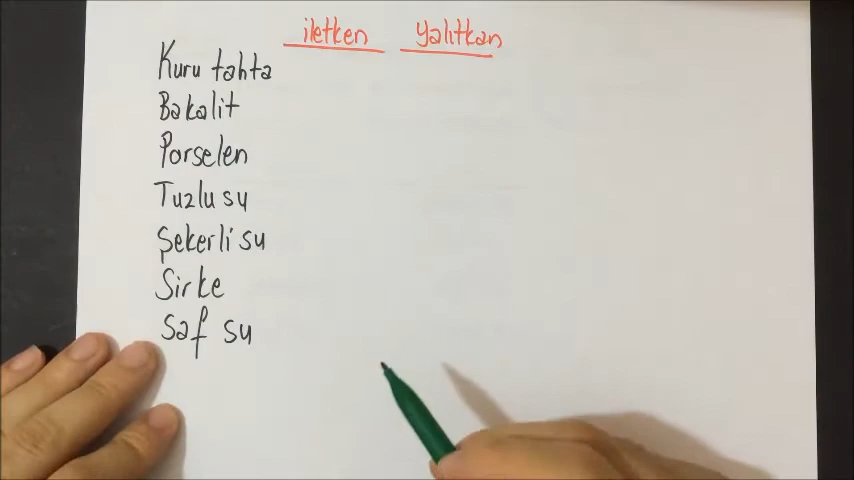 iletken yalıtkan
Kuru tahta
Bakalit
Porselen
Tuzlu su
Şekerli su
Sirke
Saf su